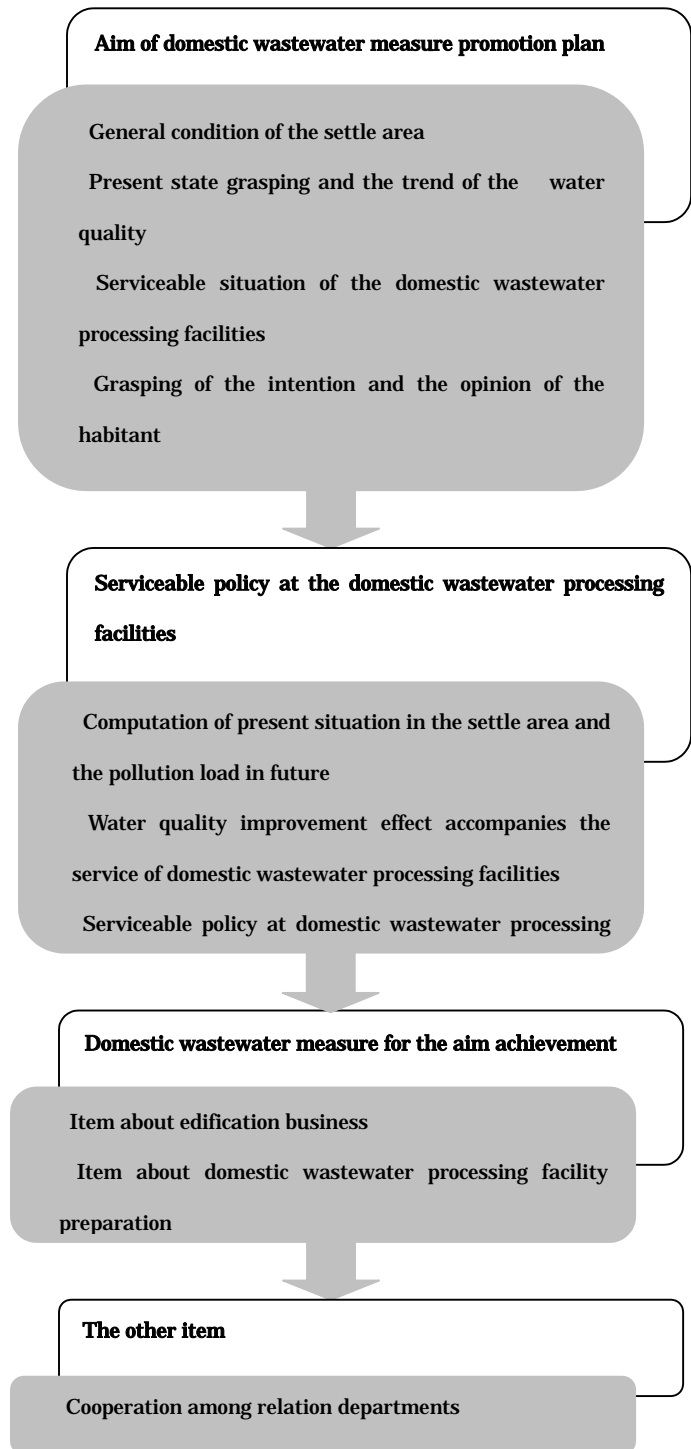 Aim of domestic wastewater measure promotion plan
General condition of the settle area
Present state grasping and the trend of the water
quality
Serviceable situation of the domestic wastewater
processing facilities
Grasping of the intention and the opinion of the
habitant
Serviceable policy at the domestic wastewater processing
facilities
Computation of present situation in the settle area and
the pollution load in future
Water quality improvement effect accompanies the
service of domestic wastewater processing facilities
Serviceable policy at domestic wastewater processing
Domestic wastewater measure for the aim achievement
Item about edification business
Item about domestic wastewater processing facility
preparation
The other item
Cooperation among relation departments